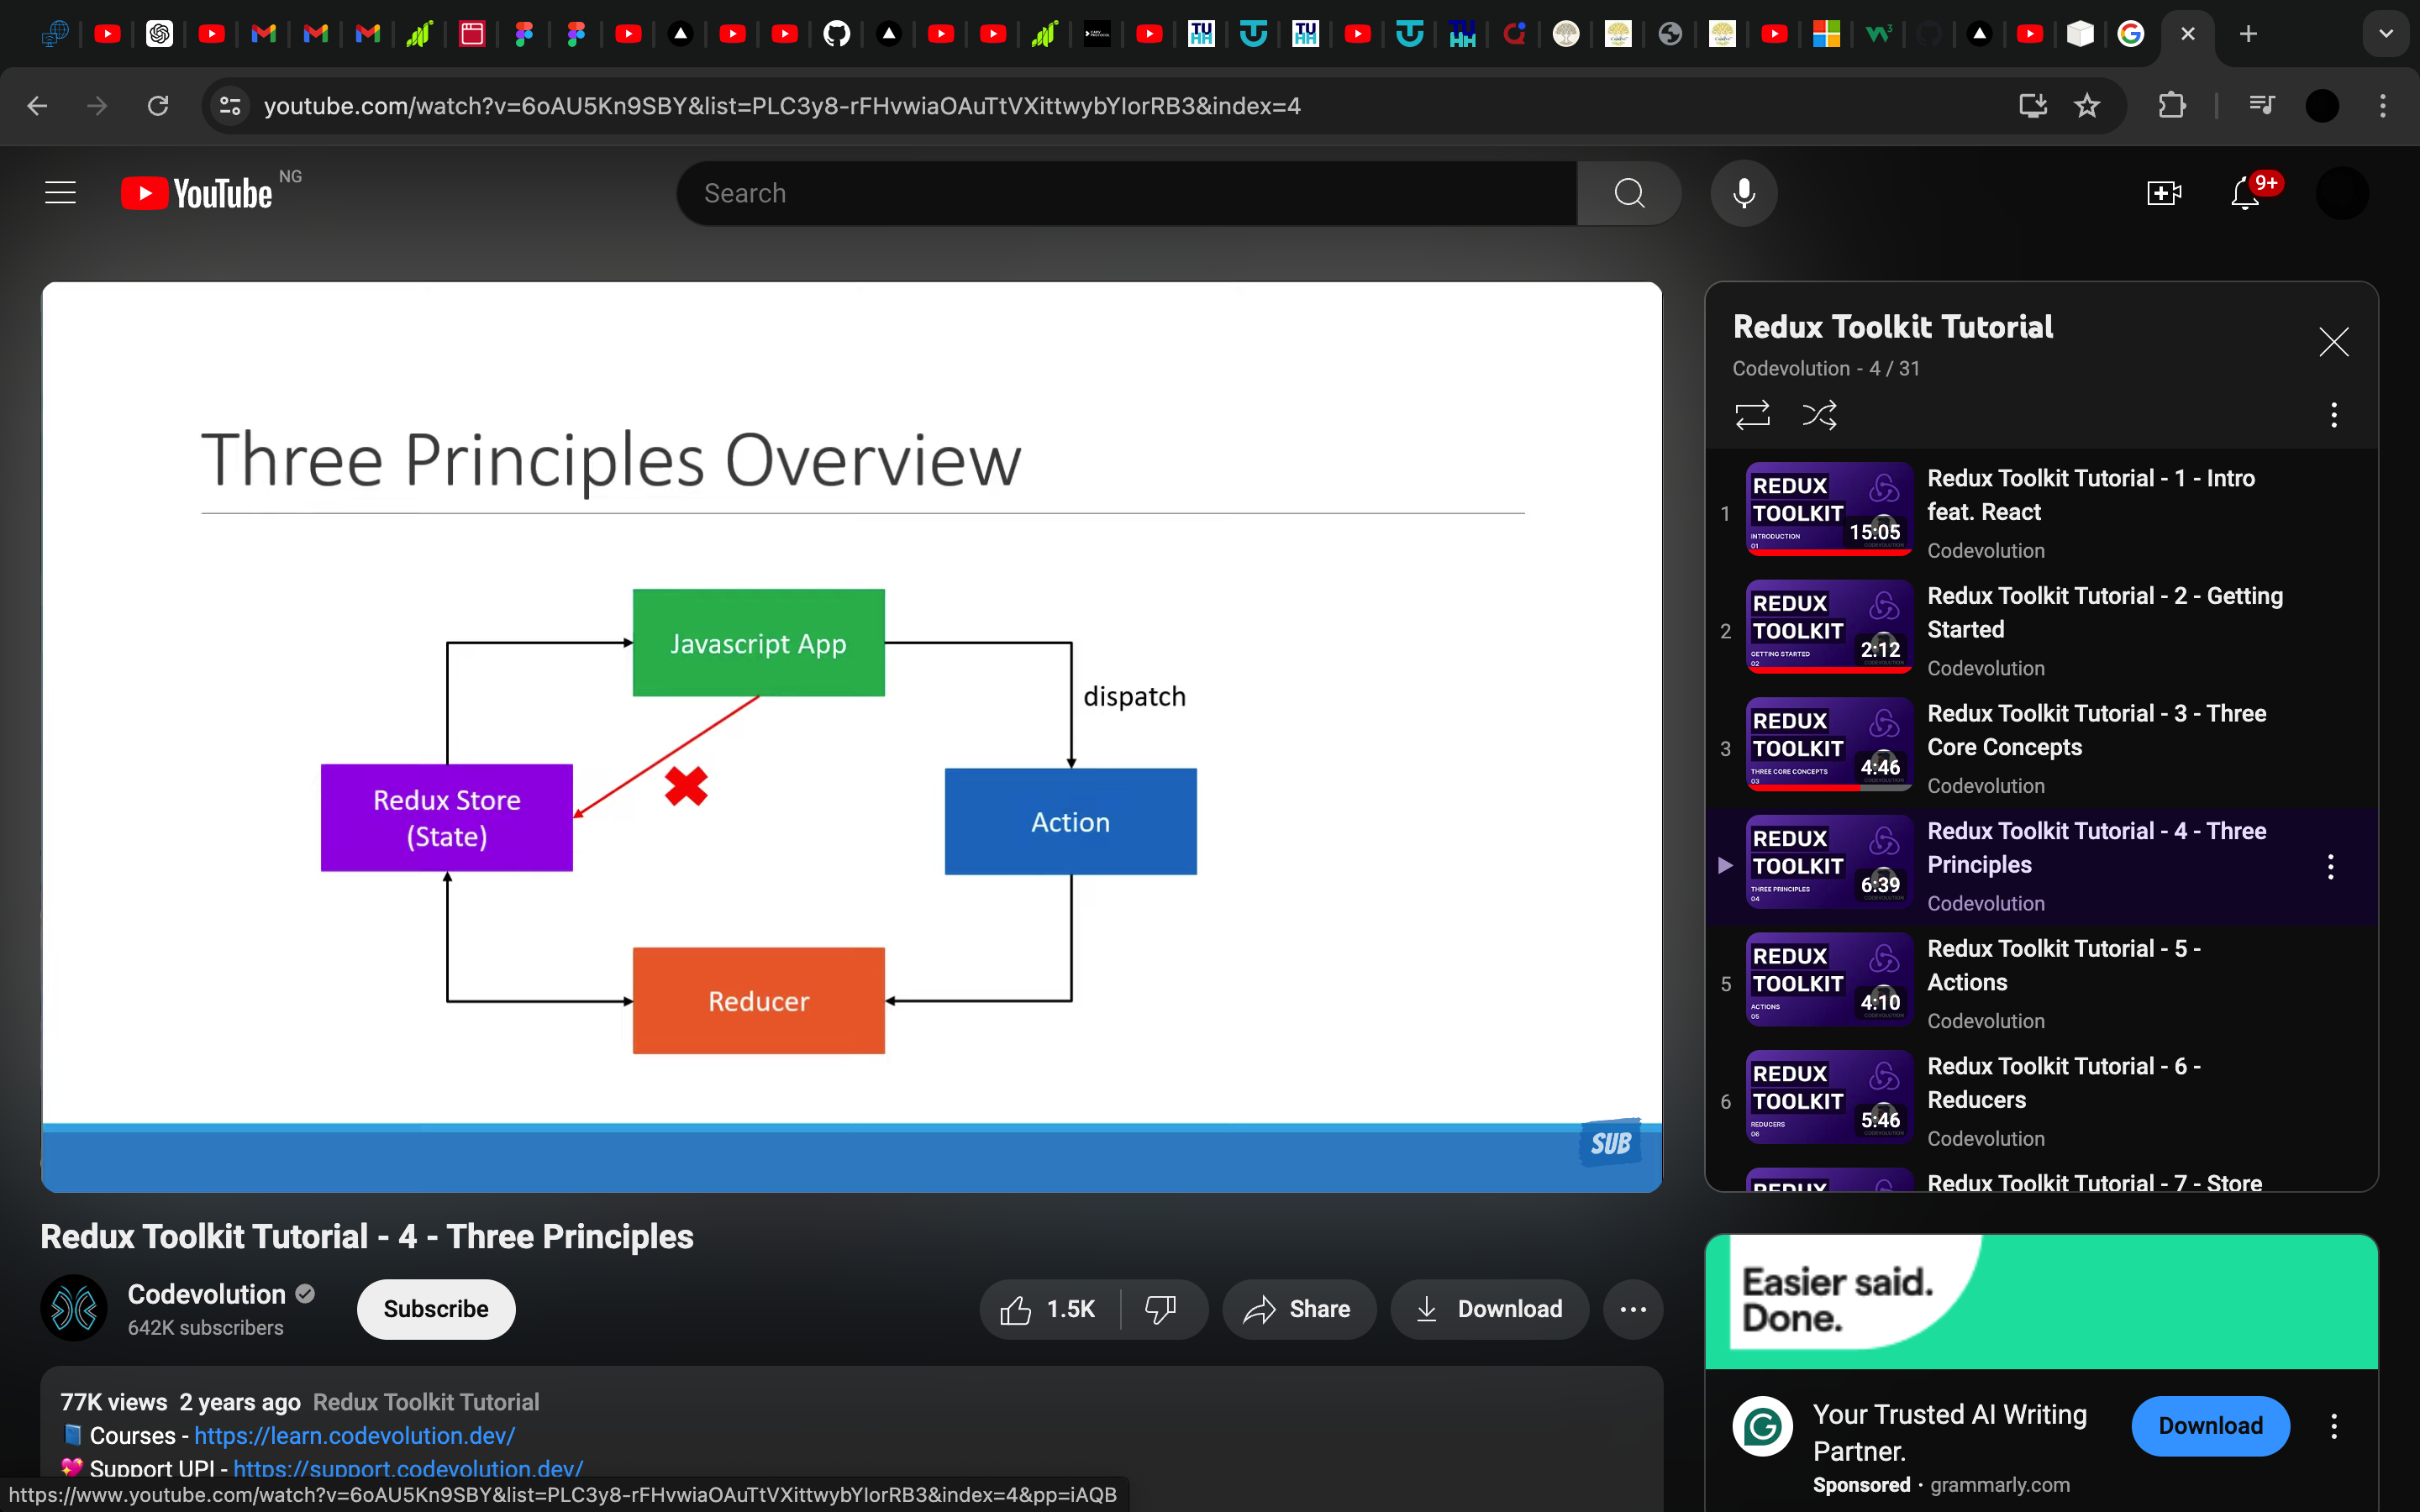 youtube.com/watch?v=6oAU5Kn9SBY&list=PLC3y8-rFHvwiaOAuTtVXittwybYIorRB3&index=4
YouTube NG
Search
9+
Three Principles Overview
Javascript App
dispatch
Redux Store
(State)
Action
Reducer
SUB
Redux Toolkit Tutorial
Codevolution - 4 / 31
1
REDUX
TOOLKIT
INTRODUCTION
01
15:05
Redux Toolkit Tutorial - 1 - Intro
feat. React
Codevolution
2
REDUX
TOOLKIT
GETTING STARTED
02
2:12
Redux Toolkit Tutorial - 2 - Getting
Started
Codevolution
3
REDUX
TOOLKIT
THREE CORE CONCEPTS
03
4:46
Redux Toolkit Tutorial - 3 - Three
Core Concepts
Codevolution
REDUX
TOOLKIT
THREE PRINCIPLES
04
6:39
Redux Toolkit Tutorial - 4 - Three
Principles
Codevolution
5
REDUX
TOOLKIT
ACTIONS
05
4:10
Redux Toolkit Tutorial - 5 -
Actions
Codevolution
6
REDUX
TOOLKIT
REDUCERS
06
5:46
Redux Toolkit Tutorial - 6 -
Reducers
Codevolution
REDUX
Redux Toolkit Tutorial - 7 - Store
Redux Toolkit Tutorial - 4 - Three Principles
Codevolution
642K subscribers
Subscribe
1.5K
Share
Download
77K views 2 years ago Redux Toolkit Tutorial
Courses - https://learn.codevolution.dev/
Support UPI - https://support.codevolution.dev/
https://www.youtube.com/watch?v=6oAU5Kn9SBY&list=PLC3y8-rFHvwiaOAuTtVXittwybYIorRB3&index=4&pp=iAQB
Easier said.
Done.
Your Trusted AI Writing
Partner.
Sponsored · grammarly.com
Download